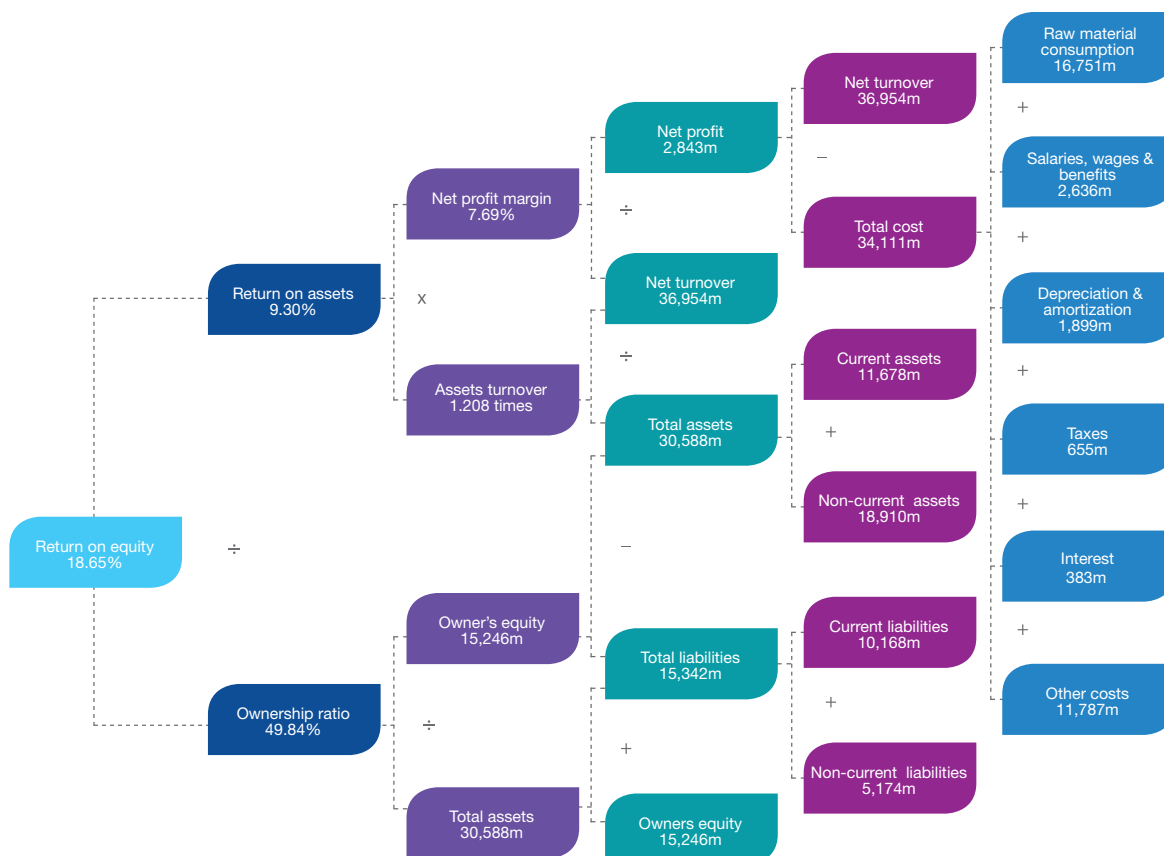 Return on equity
18.65%
÷
Return on assets
9.30%
Ownership ratio
49.84%
Net profit margin
7.69%
x
Assets turnover
1.208 times
Owner's equity
15,246m
÷
Total assets
30,588m
Net profit
2,843m
÷
Net turnover
36,954m
÷
Total assets
30,588m
−
Total liabilities
15,342m
+
Owners equity
15,246m
Net turnover
36,954m
−
Total cost
34,111m
Current assets
11,678m
+
Non-current assets
18,910m
Current liabilities
10,168m
+
Non-current liabilities
5,174m
Raw material
consumption
16,751m
+
Salaries, wages &
benefits
2,636m
+
Depreciation &
amortization
1,899m
+
Taxes
655m
+
Interest
383m
+
Other costs
11,787m